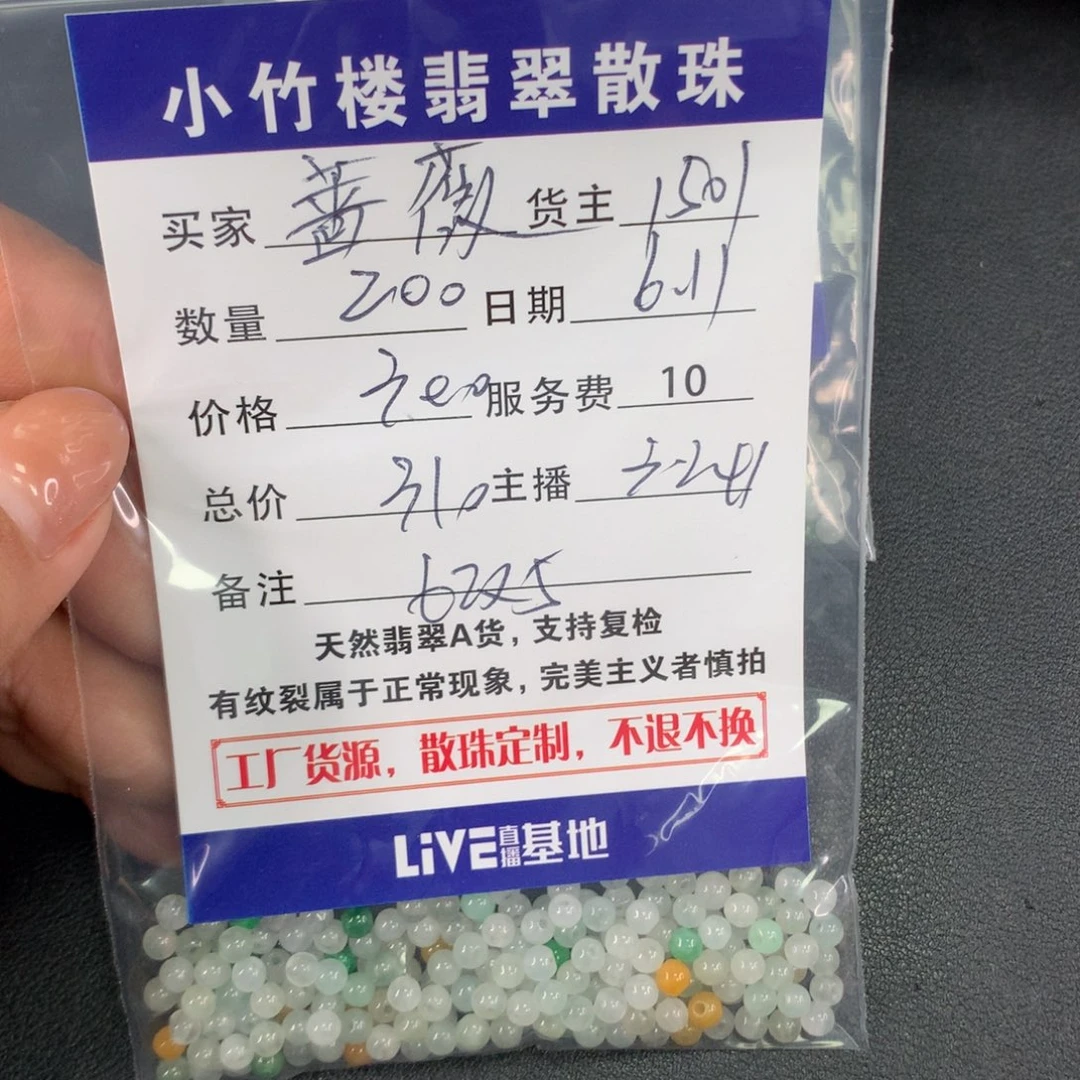 小竹楼翡翠散珠
买家 蔷薇 货主 1501
数量 200 日期 6.11
价格 300 服务费 10
总价 310 主播
备注
天然翡翠A货，支持复检
有纹裂属于正常现象，完美主义者慎拍
工厂货源，散珠定制，不退不换
LiVE直播基地